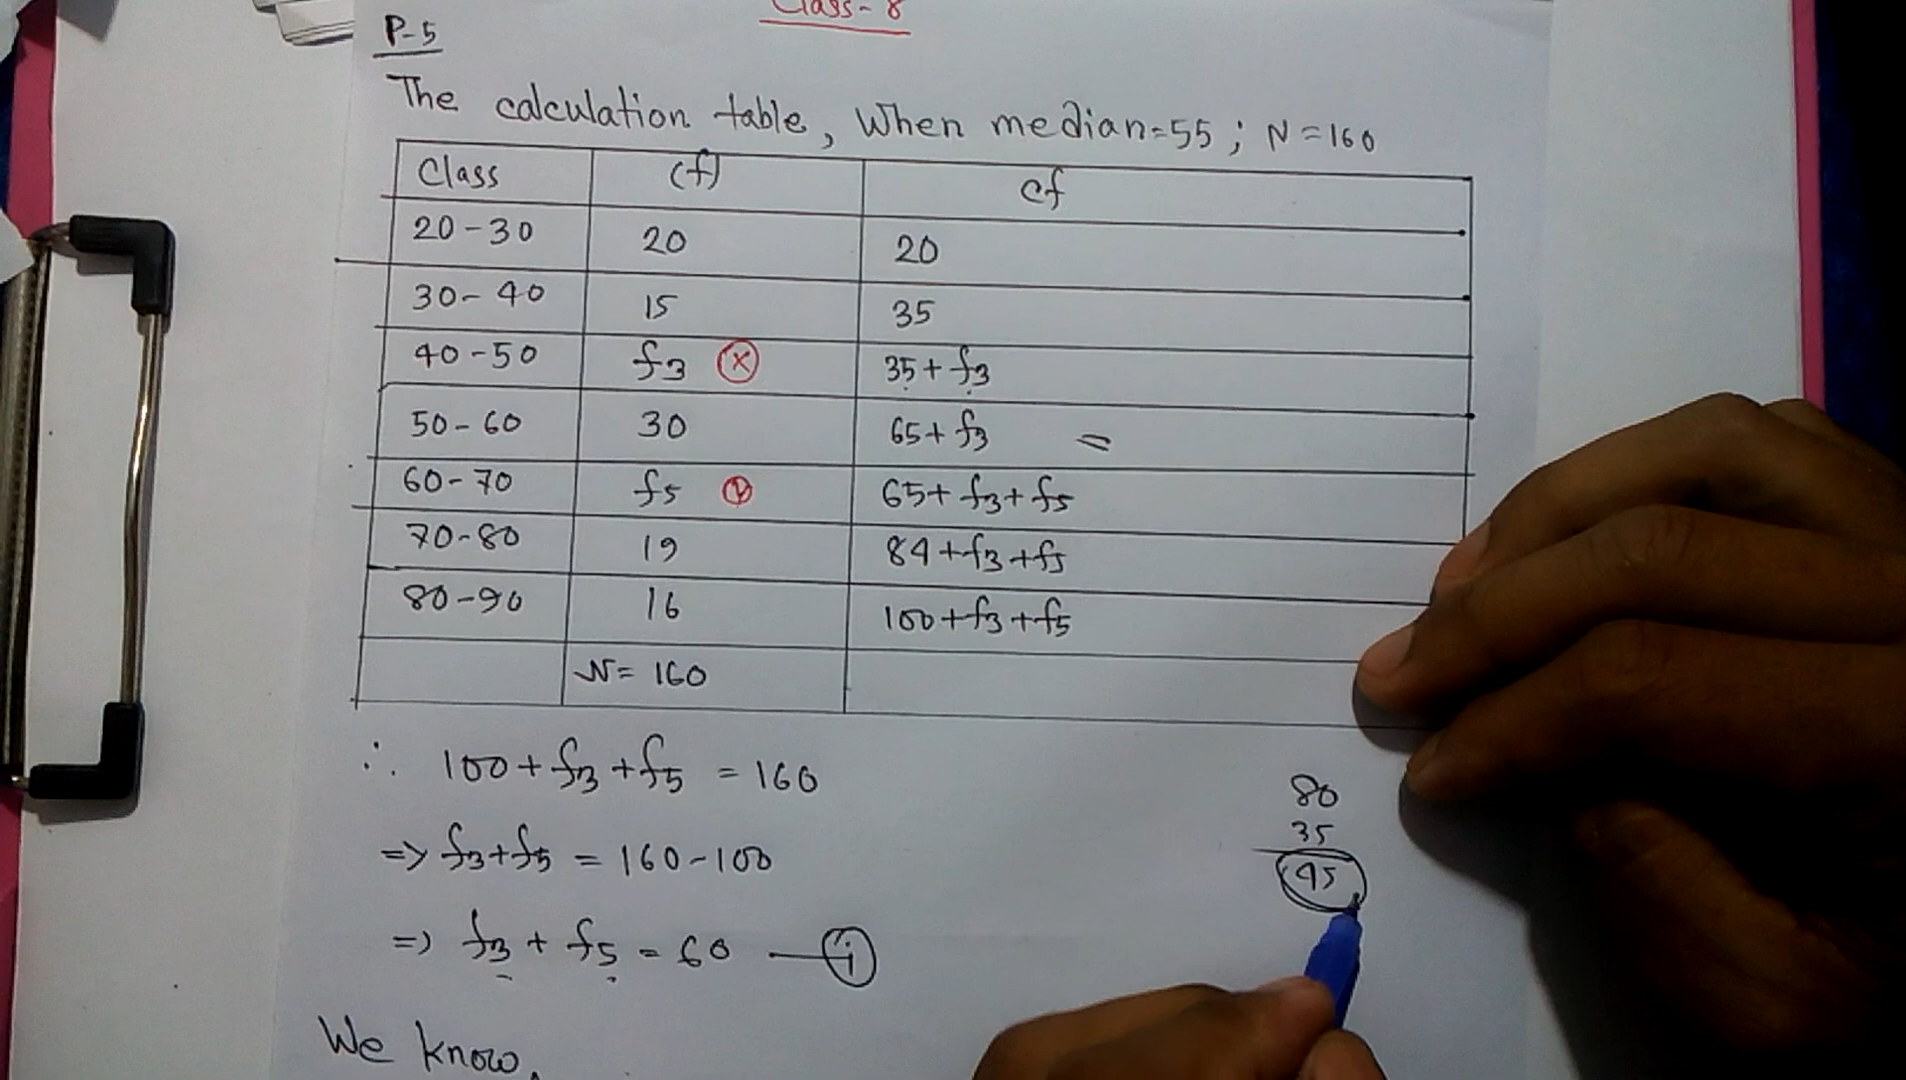 Class-8
P-5
The calculation table, When median=55; N=160
Class (f) cf
20-30 20 20
30-40 15 35
40-50 f3 (x) 35+f3
50-60 30 65+f3 =
60-70 f5 (y) 65+f3+f5
70-80 19 84+f3+f5
80-90 16 100+f3+f5
N= 160
∴ 100+f3+f5 = 160
=> f3+f5 = 160-100
=> f3+f5 = 60 — (i)
80
35
45
We know,